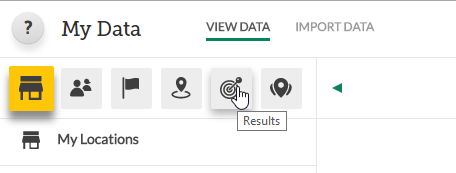 ? My Data VIEW DATA IMPORT DATA
Results
My Locations